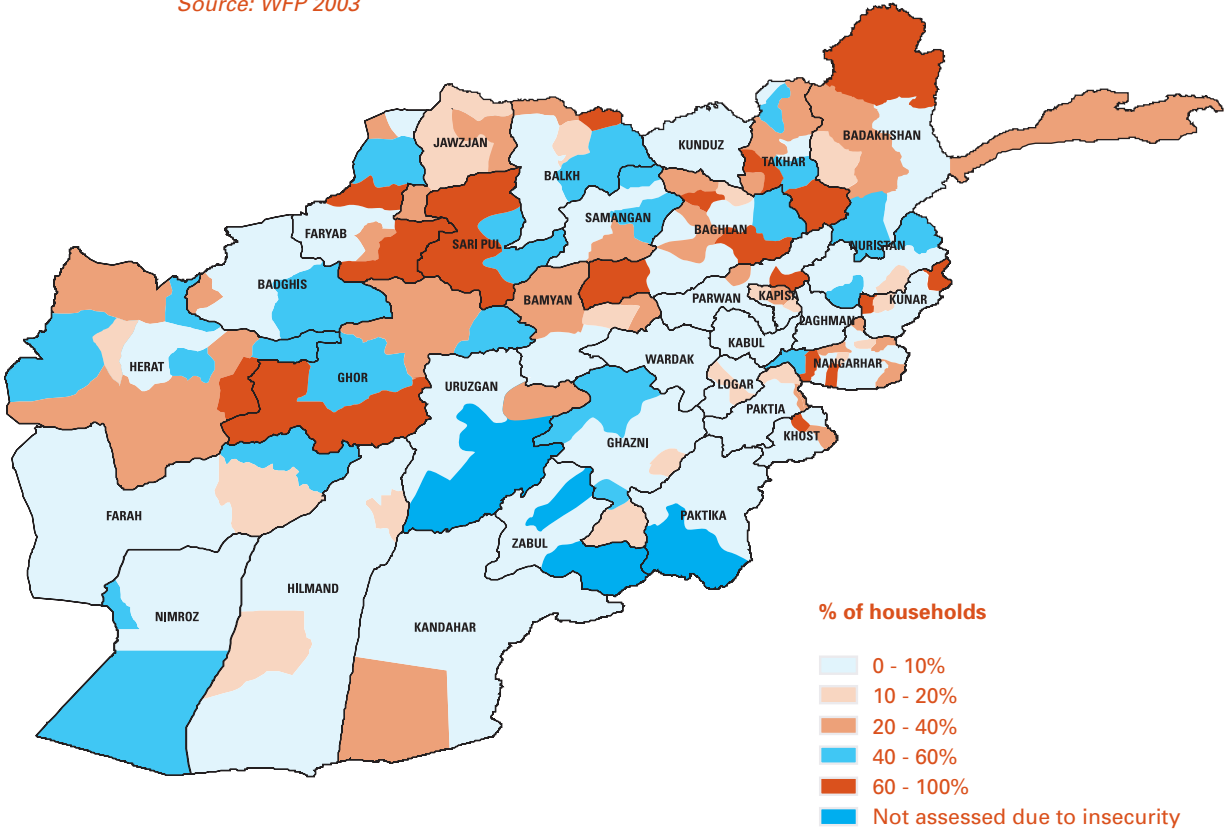 Source: WFP 2003
JAWZJAN
BALKH
KUNDUZ
TAKHAR
BADAKHSHAN
FARYAB
SARI PUL
SAMANGAN
BAGHLAN
NURISTAN
BADGHIS
BAMYAN
PARWAN
KAPISA
KUNAR
LAGHMAN
HERAT
GHOR
URUZGAN
WARDAK
KABUL
LOGAR
NANGARHAR
PAKTIA
KHOST
GHAZNI
FARAH
ZABUL
PAKTIKA
NIMROZ
HILMAND
KANDAHAR
% of households
0 - 10%
10 - 20%
20 - 40%
40 - 60%
60 - 100%
Not assessed due to insecurity